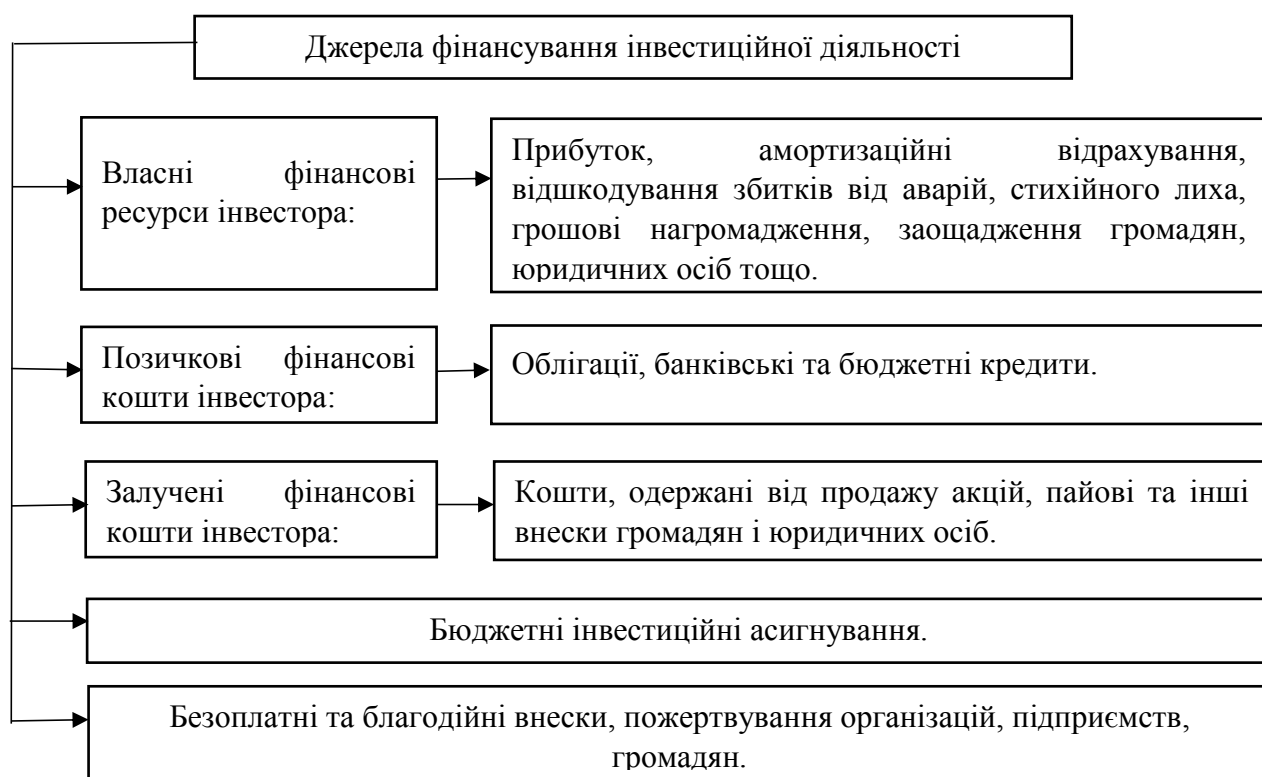 Джерела фінансування інвестиційної діяльності
Власні фінансові
ресурси інвестора:
Прибуток, амортизаційні відрахування,
відшкодування збитків від аварій, стихійного лиха,
грошові нагромадження, заощадження громадян,
юридичних осіб тощо.
Позичкові фінансові
кошти інвестора:
Облігації, банківські та бюджетні кредити.
Залучені фінансові
кошти інвестора:
Кошти, одержані від продажу акцій, пайові та інші
внески громадян і юридичних осіб.
Бюджетні інвестиційні асигнування.
Безоплатні та благодійні внески, пожертвування організацій, підприємств,
громадян.